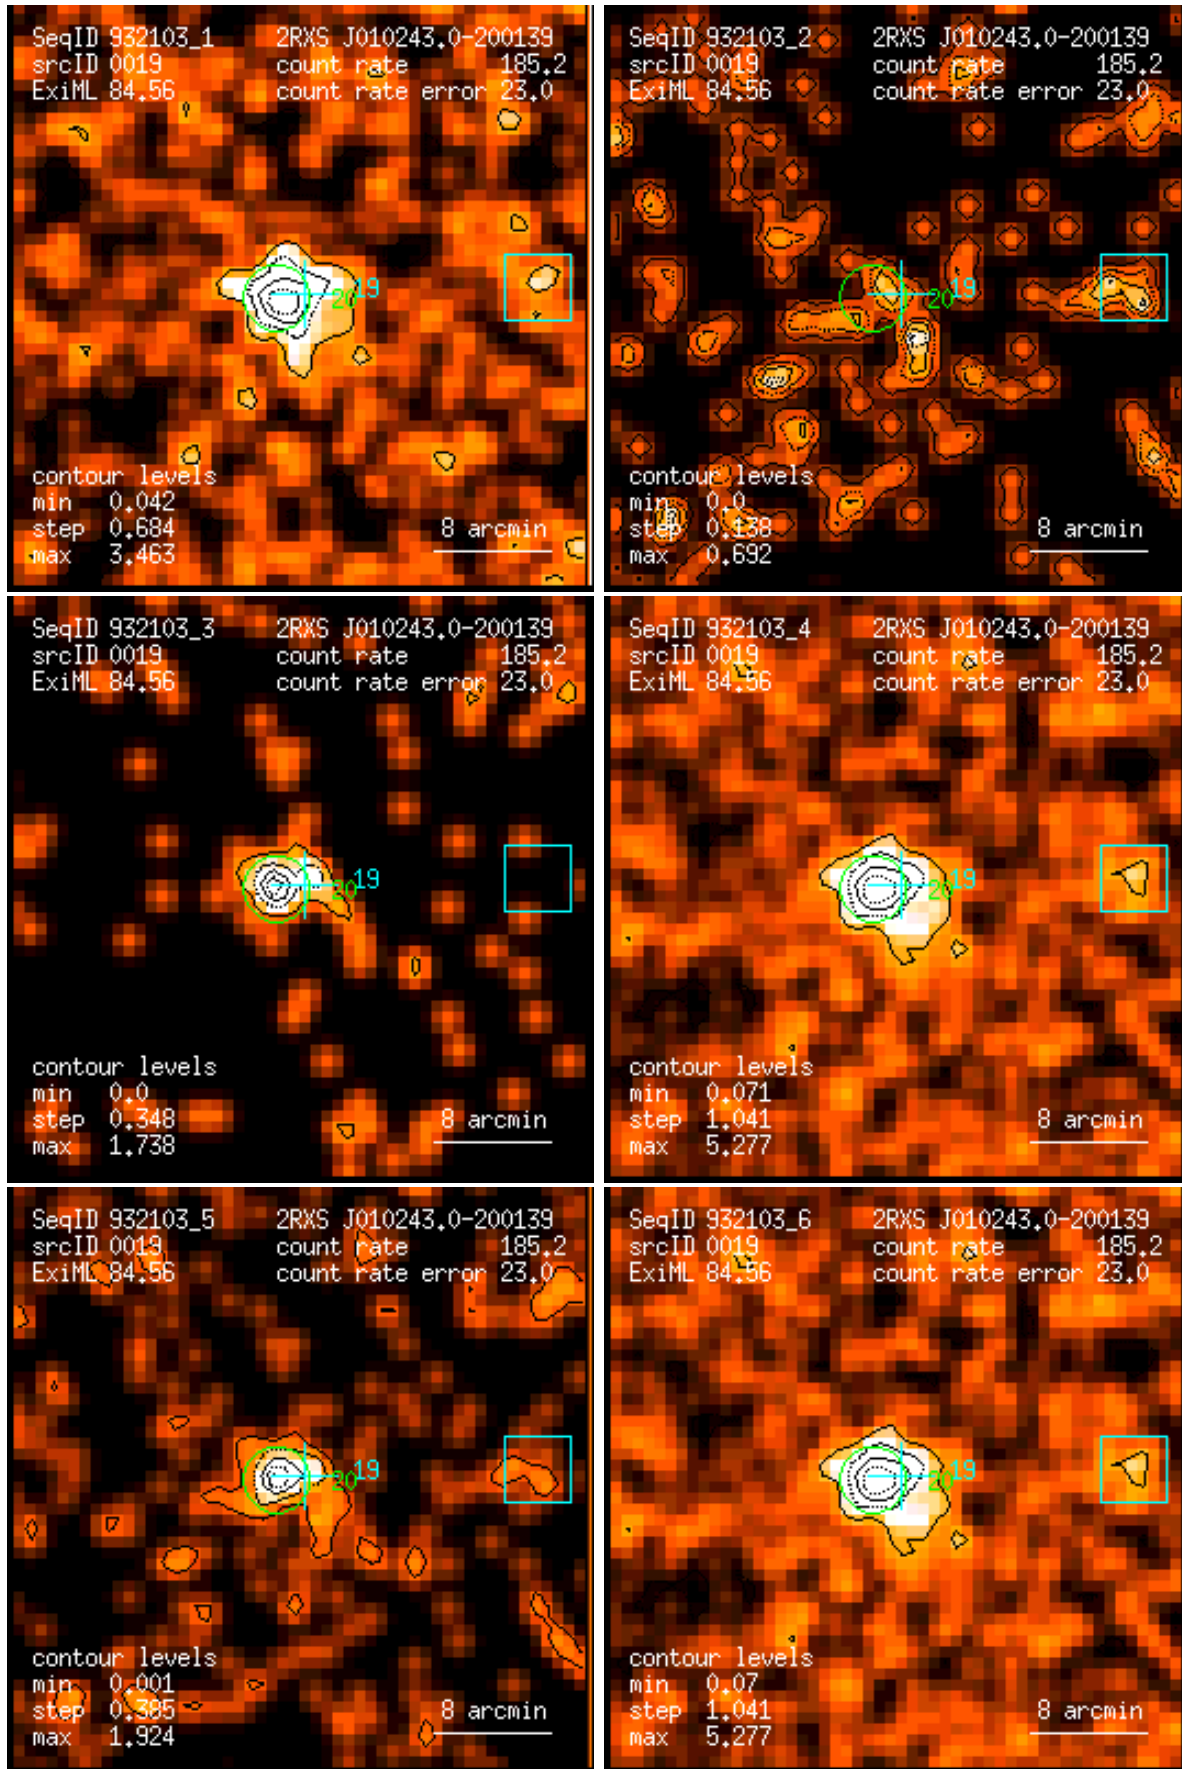 SeqID 932103_1 2RXS J010243.0-200139
srcID 0019 count rate 185.2
ExiML 84.56 count rate error 23.0
20 19
contour levels
min 0.042
step 0.684 8 arcmin
max 3.463
SeqID 932103_2 2RXS J010243.0-200139
srcID 0019 count rate 185.2
ExiML 84.56 count rate error 23.0
20 19
contour levels
min 0.0
step 0.138 8 arcmin
max 0.692
SeqID 932103_3 2RXS J010243.0-200139
srcID 0019 count rate 185.2
ExiML 84.56 count rate error 23.0
20 19
contour levels
min 0.0
step 0.348 8 arcmin
max 1.738
SeqID 932103_4 2RXS J010243.0-200139
srcID 0019 count rate 185.2
ExiML 84.56 count rate error 23.0
20 19
contour levels
min 0.071
step 1.041 8 arcmin
max 5.277
SeqID 932103_5 2RXS J010243.0-200139
srcID 0019 count rate 185.2
ExiML 84.56 count rate error 23.0
20 19
contour levels
min 0.001
step 0.385 8 arcmin
max 1.924
SeqID 932103_6 2RXS J010243.0-200139
srcID 0019 count rate 185.2
ExiML 84.56 count rate error 23.0
20 19
contour levels
min 0.07
step 1.041 8 arcmin
max 5.277